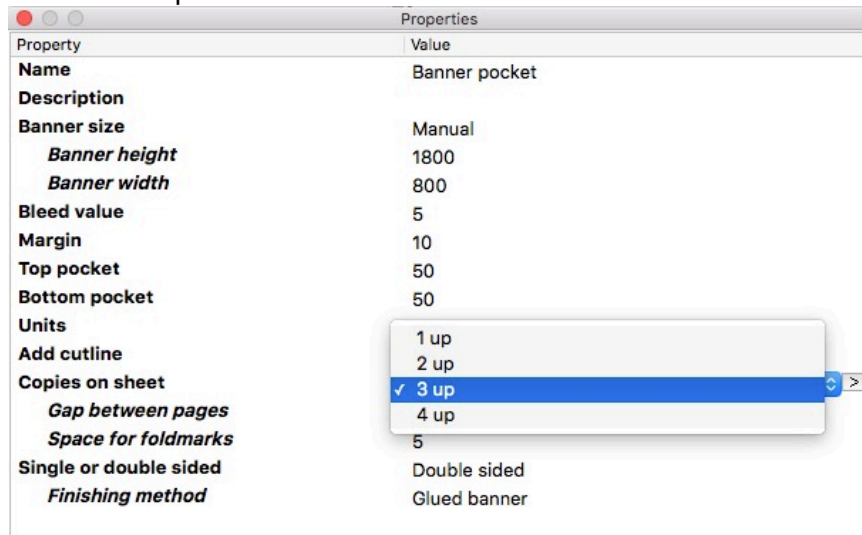 Properties
Property Value
Name Banner pocket
Description
Banner size Manual
Banner height 1800
Banner width 800
Bleed value 5
Margin 10
Top pocket 50
Bottom pocket 50
Units
1 up
Add cutline
2 up
Copies on sheet ✓ 3 up >
Gap between pages
4 up
Space for foldmarks 5
Single or double sided Double sided
Finishing method Glued banner